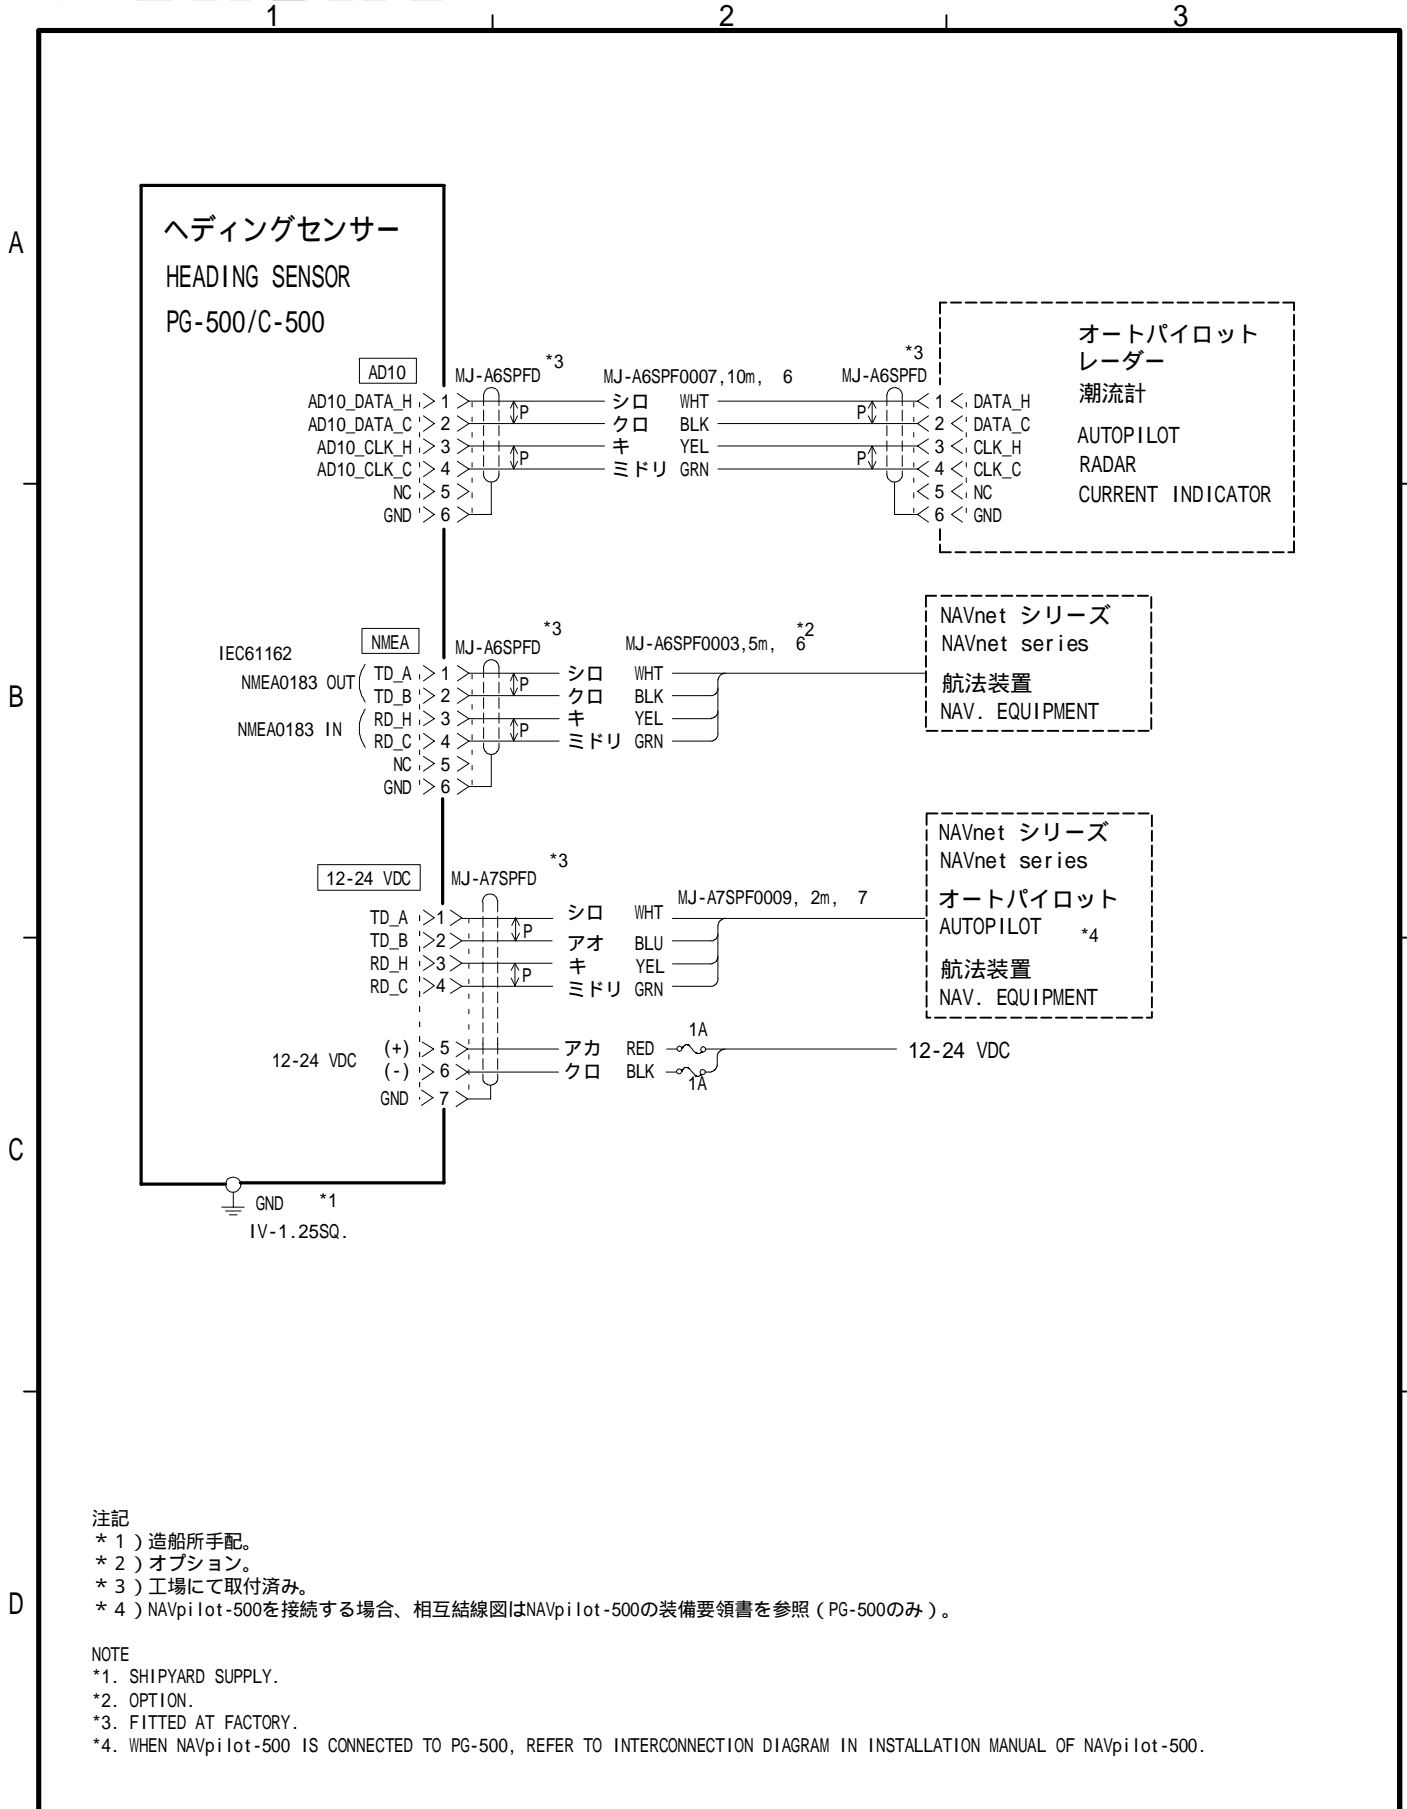 1 2 3
A
ヘディングセンサー
HEADING SENSOR
PG-500/C-500
オートパイロット
レーダー
潮流計
AUTOPILOT
RADAR
CURRENT INDICATOR
AD10 MJ-A6SPFD *3 MJ-A6SPF0007,10m, 6 MJ-A6SPFD *3
AD10_DATA_H 1 P シロ WHT P 1 DATA_H
AD10_DATA_C 2 クロ BLK 2 DATA_C
AD10_CLK_H 3 P キ YEL P 3 CLK_H
AD10_CLK_C 4 ミドリ GRN 4 CLK_C
NC 5 5 NC
GND 6 6 GND
B
NMEA MJ-A6SPFD *3 MJ-A6SPF0003,5m, 6 *2
IEC61162
NMEA0183 OUT
TD_A 1 P シロ WHT
TD_B 2 クロ BLK
NMEA0183 IN
RD_H 3 P キ YEL
RD_C 4 ミドリ GRN
NC 5
GND 6
NAVnet シリーズ
NAVnet series
航法装置
NAV. EQUIPMENT
12-24 VDC MJ-A7SPFD *3 MJ-A7SPF0009, 2m, 7
TD_A 1 P シロ WHT
TD_B 2 アオ BLU
RD_H 3 P キ YEL
RD_C 4 ミドリ GRN
NAVnet シリーズ
NAVnet series
オートパイロット
AUTOPILOT *4
航法装置
NAV. EQUIPMENT
C
12-24 VDC
(+) 5 アカ RED 1A 12-24 VDC
(-) 6 クロ BLK 1A
GND 7
GND *1
IV-1.25SQ.
D
注記
*1)造船所手配。
*2)オプション。
*3)工場にて取付済み。
*4)NAVpilot-500を接続する場合、相互結線図はNAVpilot-500の装備要領書を参照(PG-500のみ)。
NOTE
*1. SHIPYARD SUPPLY.
*2. OPTION.
*3. FITTED AT FACTORY.
*4. WHEN NAVpilot-500 IS CONNECTED TO PG-500, REFER TO INTERCONNECTION DIAGRAM IN INSTALLATION MANUAL OF NAVpilot-500.